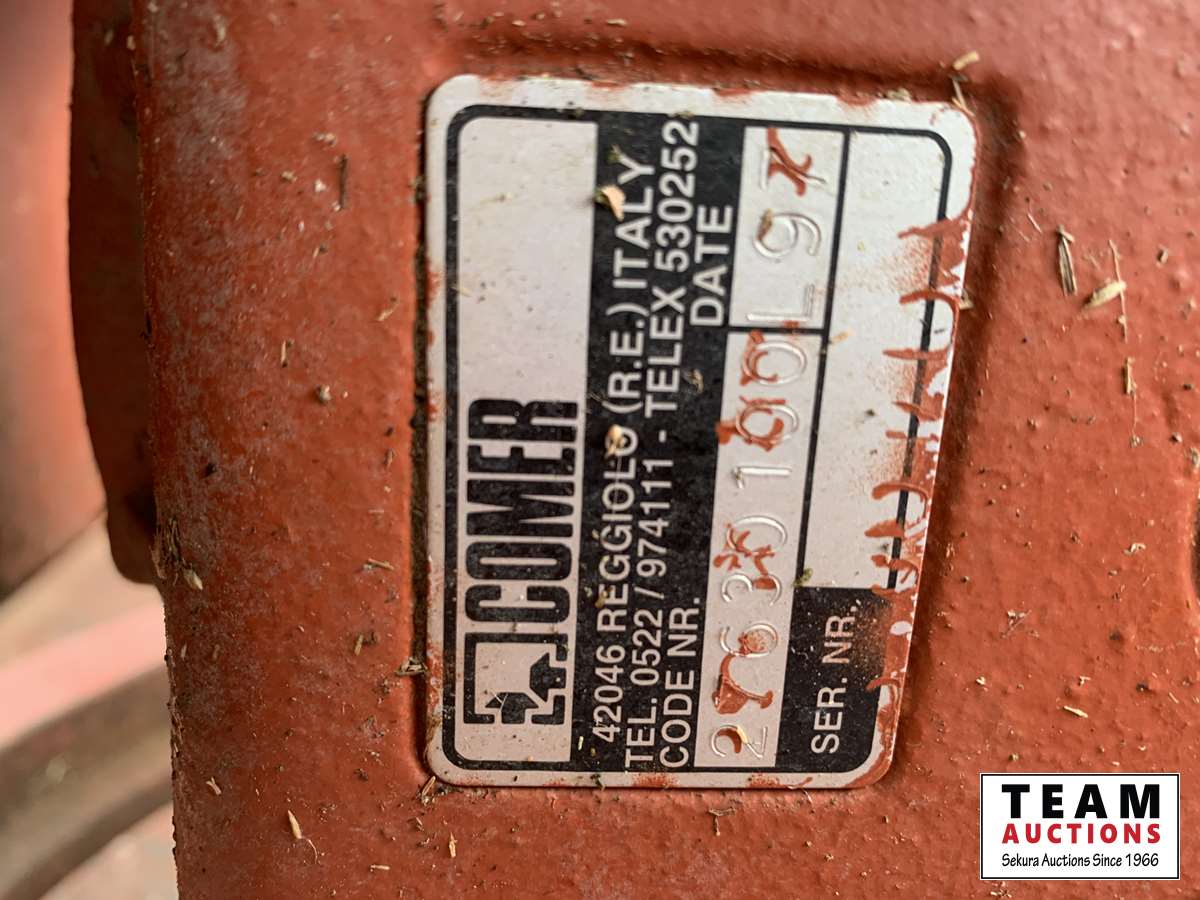 COMER
42046 REGGIOLO (R.E.) ITALY
TEL. 0522 / 974111 - TELEX 530252
CODE NR. DATE
L97
SER. NR.
TEAM
AUCTIONS
Sekura Auctions Since 1966